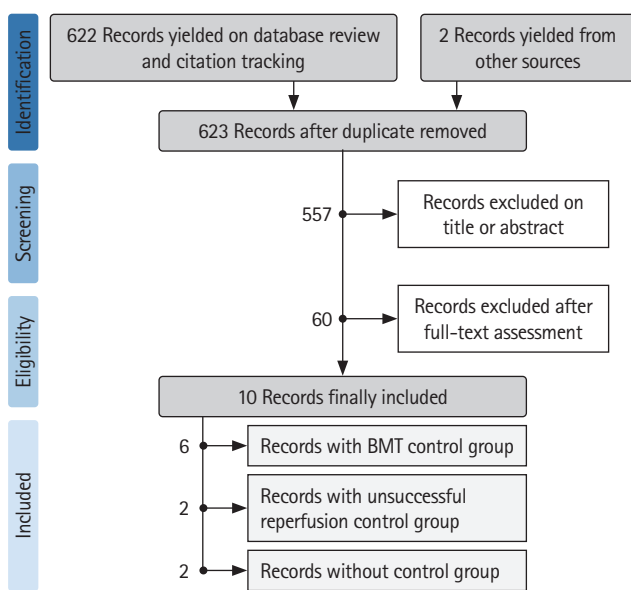 Identification
622 Records yielded on database review
and citation tracking
2 Records yielded from
other sources
623 Records after duplicate removed
Screening
557
Records excluded on
title or abstract
Eligibility
60
Records excluded after
full-text assessment
10 Records finally included
Included
6
Records with BMT control group
2
Records with unsuccessful
reperfusion control group
2
Records without control group